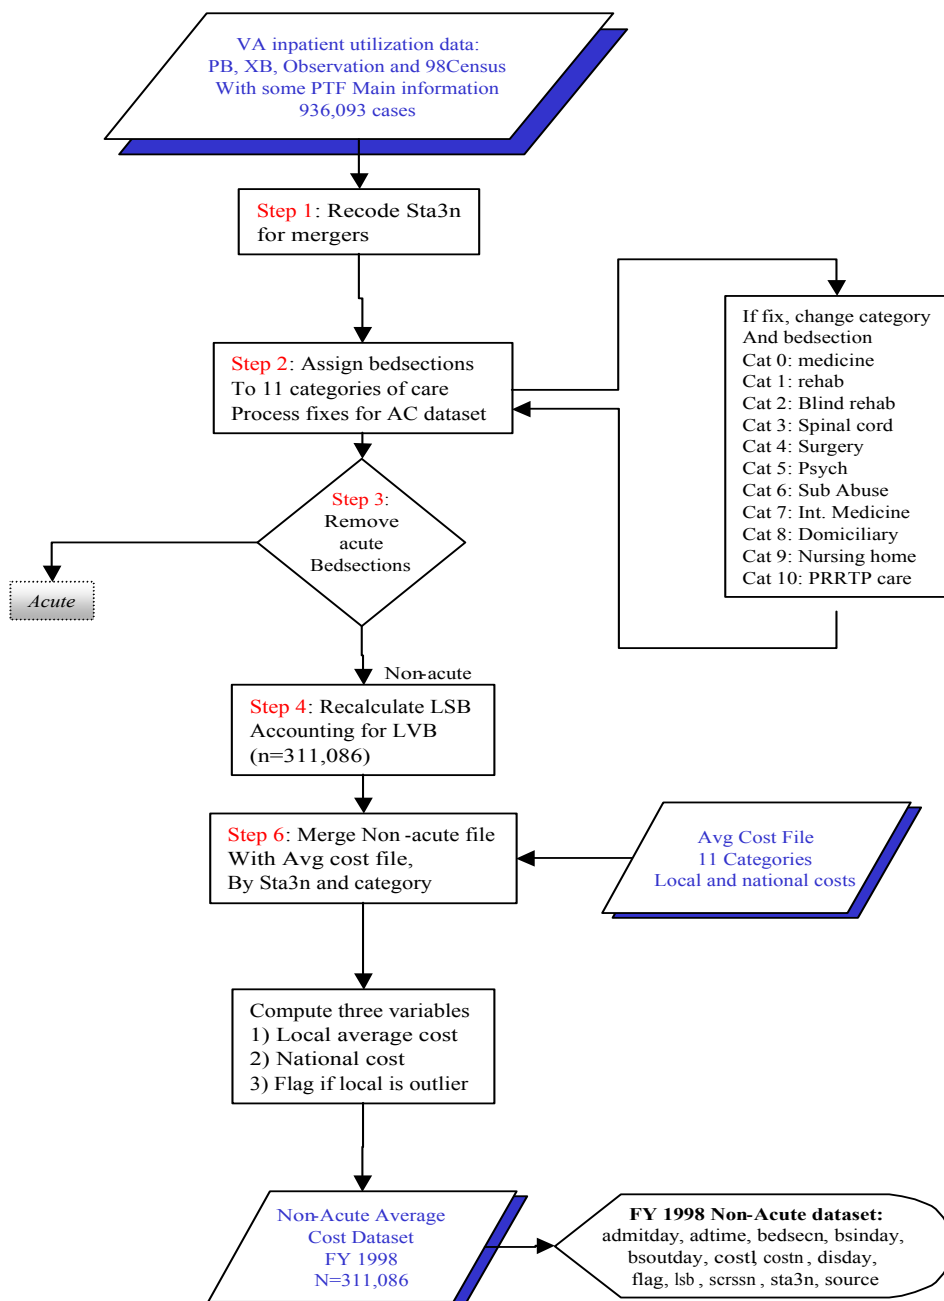 VA inpatient utilization data:
PB, XB, Observation and 98Census
With some PTF Main information
936,093 cases
Step 1: Recode Sta3n
for mergers
Step 2: Assign bedsections
To 11 categories of care
Process fixes for AC dataset
If fix, change category
And bedsection
Cat 0: medicine
Cat 1: rehab
Cat 2: Blind rehab
Cat 3: Spinal cord
Cat 4: Surgery
Cat 5: Psych
Cat 6: Sub Abuse
Cat 7: Int. Medicine
Cat 8: Domiciliary
Cat 9: Nursing home
Cat 10: PRRTP care
Step 3:
Remove
acute
Bedsections
Acute
Non-acute
Step 4: Recalculate LSB
Accounting for LVB
(n=311,086)
Step 6: Merge Non-acute file
With Avg cost file,
By Sta3n and category
Avg Cost File
11 Categories
Local and national costs
Compute three variables
1) Local average cost
2) National cost
3) Flag if local is outlier
Non-Acute Average
Cost Dataset
FY 1998
N=311,086
FY 1998 Non-Acute dataset:
admitday, adtime, bedsecn, bsinday,
bsoutday, costl, costn, disday,
flag, lsb, scrssn, sta3n, source